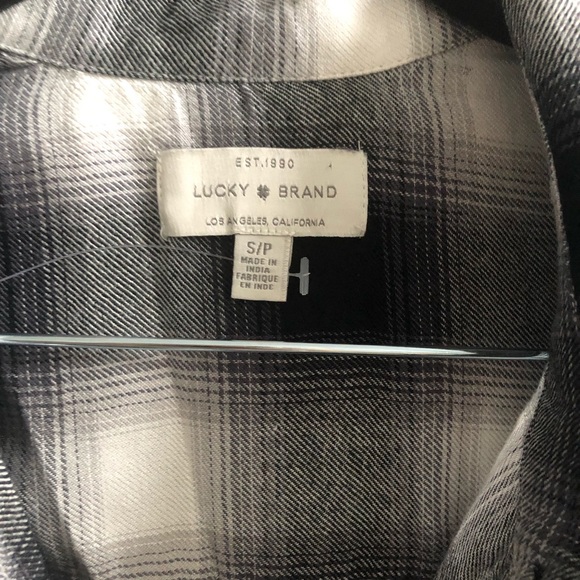 EST.1990
LUCKY BRAND
LOS ANGELES, CALIFORNIA
S/P
MADE IN
INDIA
FABRIQUE
EN INDE